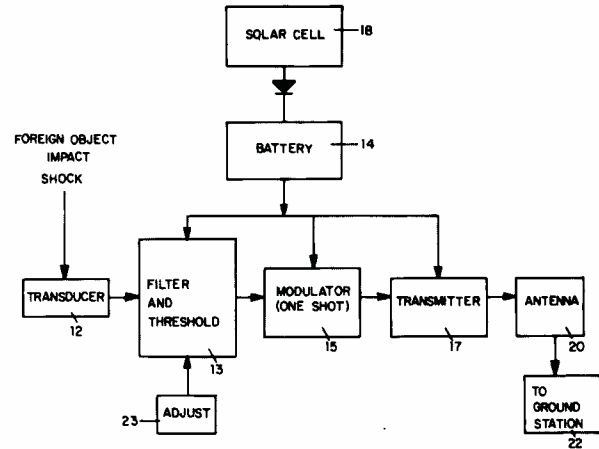 SOLAR CELL
18
BATTERY
14
FOREIGN OBJECT
IMPACT
SHOCK
TRANSDUCER
12
FILTER
AND
THRESHOLD
13
MODULATOR
(ONE SHOT)
15
TRANSMITTER
17
ANTENNA
20
23
ADJUST
TO
GROUND
STATION
22